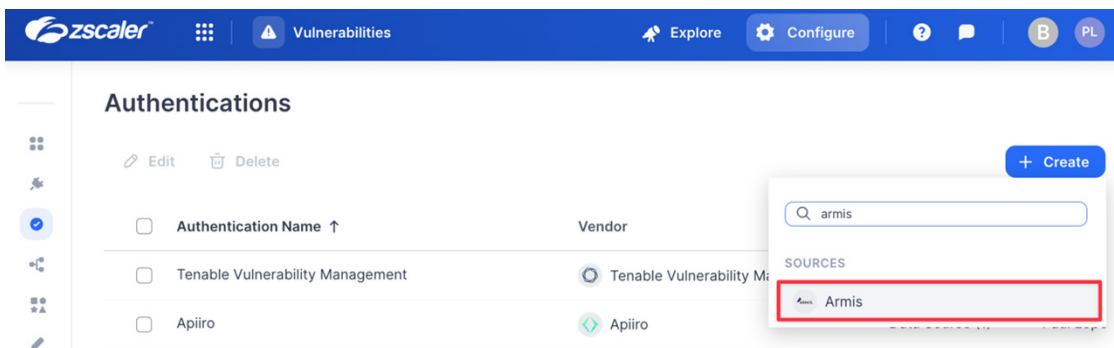 zscaler™
Vulnerabilities
Explore
Configure
?
B
PL
Authentications
Edit
Delete
+ Create
armis
Authentication Name ↑
Vendor
SOURCES
Tenable Vulnerability Management
Tenable Vulnerability Ma
Armis
Apiiro
Apiiro